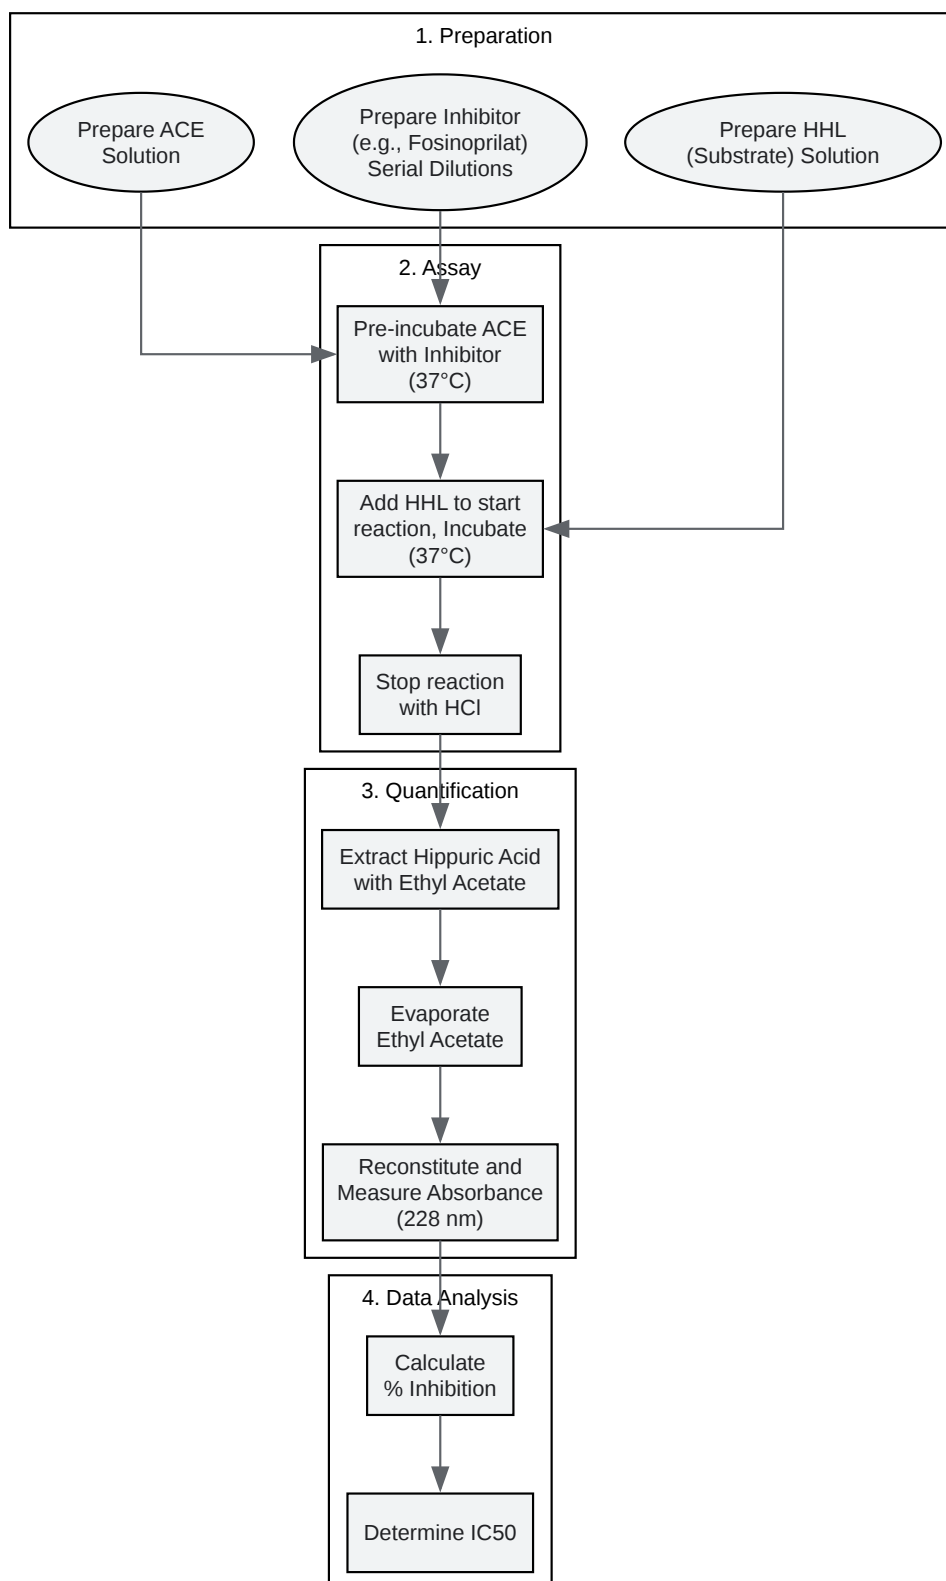 1. Preparation
Prepare ACE
Solution
Prepare Inhibitor
(e.g., Fosinoprilat)
Serial Dilutions
Prepare HHL
(Substrate) Solution
2. Assay
Pre-incubate ACE
with Inhibitor
(37°C)
Add HHL to start
reaction, Incubate
(37°C)
Stop reaction
with HCl
3. Quantification
Extract Hippuric Acid
with Ethyl Acetate
Evaporate
Ethyl Acetate
Reconstitute and
Measure Absorbance
(228 nm)
4. Data Analysis
Calculate
% Inhibition
Determine IC50